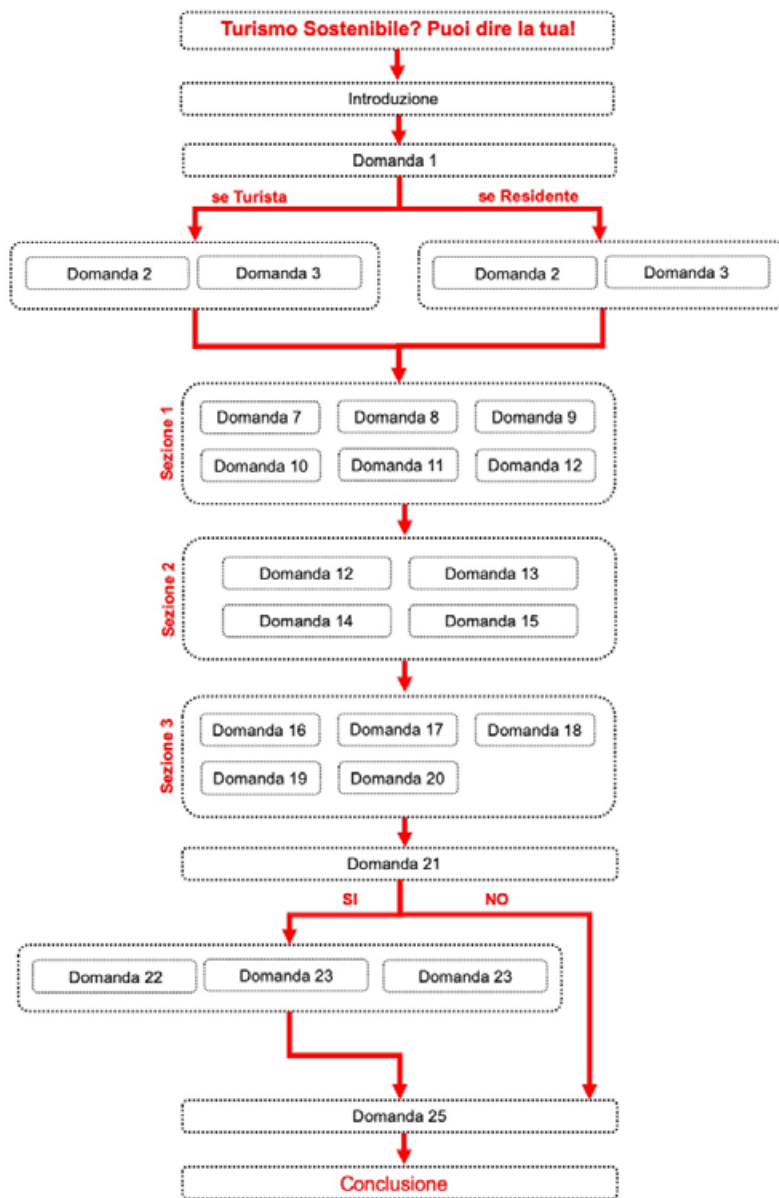 Turismo Sostenibile? Puoi dire la tua!
Introduzione
Domanda 1
se Turista
se Residente
Domanda 2
Domanda 3
Domanda 2
Domanda 3
Sezione 1
Domanda 7
Domanda 8
Domanda 9
Domanda 10
Domanda 11
Domanda 12
Sezione 2
Domanda 12
Domanda 13
Domanda 14
Domanda 15
Sezione 3
Domanda 16
Domanda 17
Domanda 18
Domanda 19
Domanda 20
Domanda 21
SI
NO
Domanda 22
Domanda 23
Domanda 23
Domanda 25
Conclusione